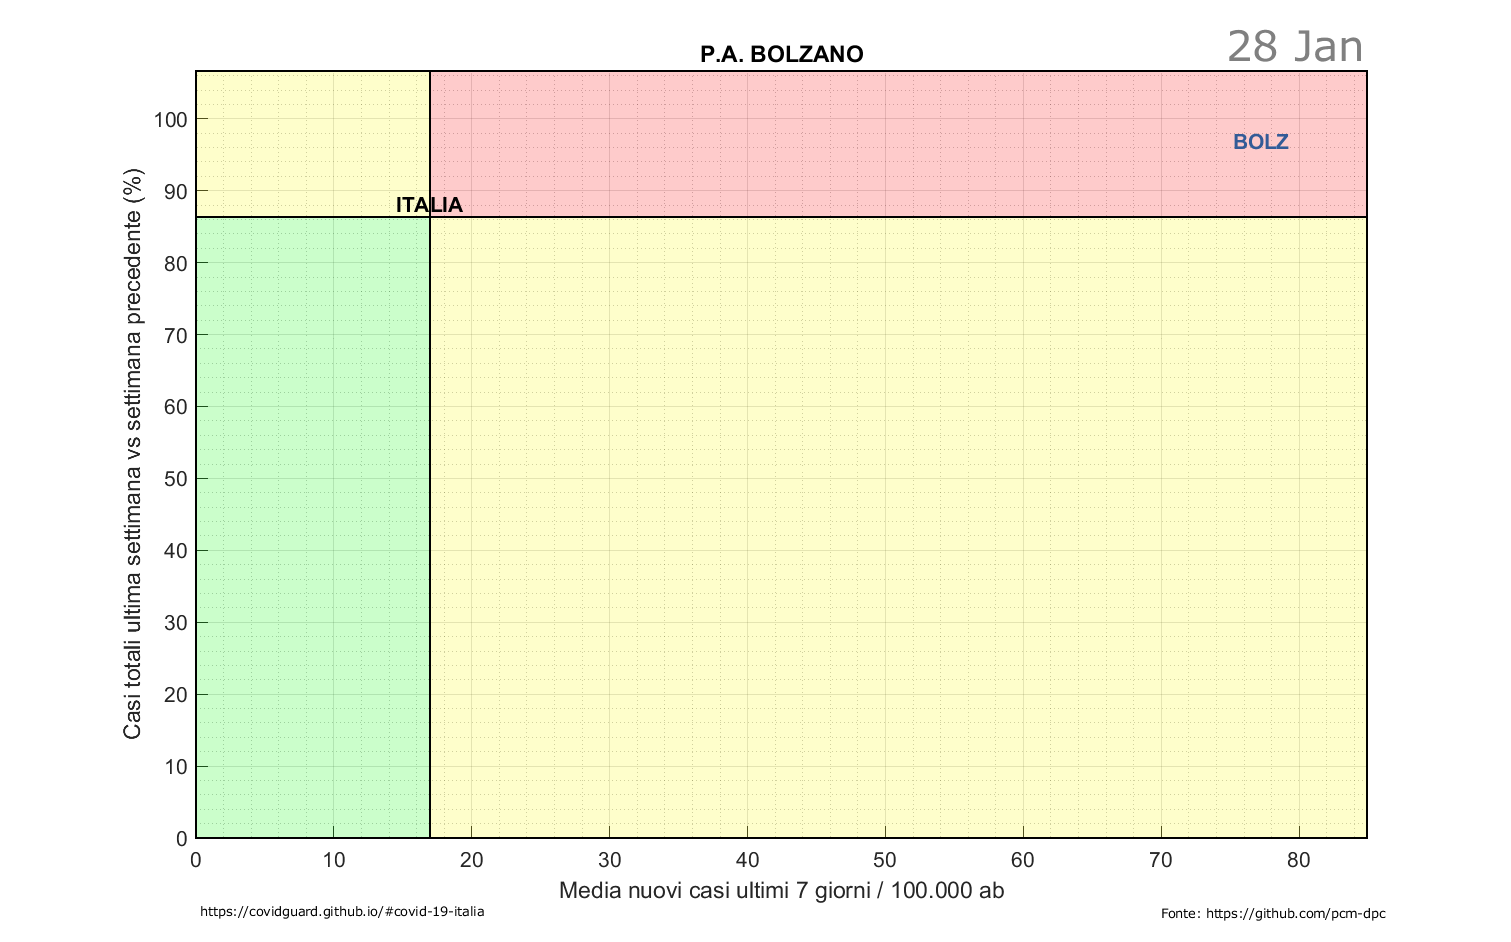 28 Jan
P.A. BOLZANO
Casi totali ultima settimana vs settimana precedente (%)
100
90
80
70
60
50
40
30
20
10
0
BOLZ
ITALIA
0 10 20 30 40 50 60 70 80
Media nuovi casi ultimi 7 giorni / 100.000 ab
https://covidguard.github.io/#covid-19-italia
Fonte: https://github.com/pcm-dpc